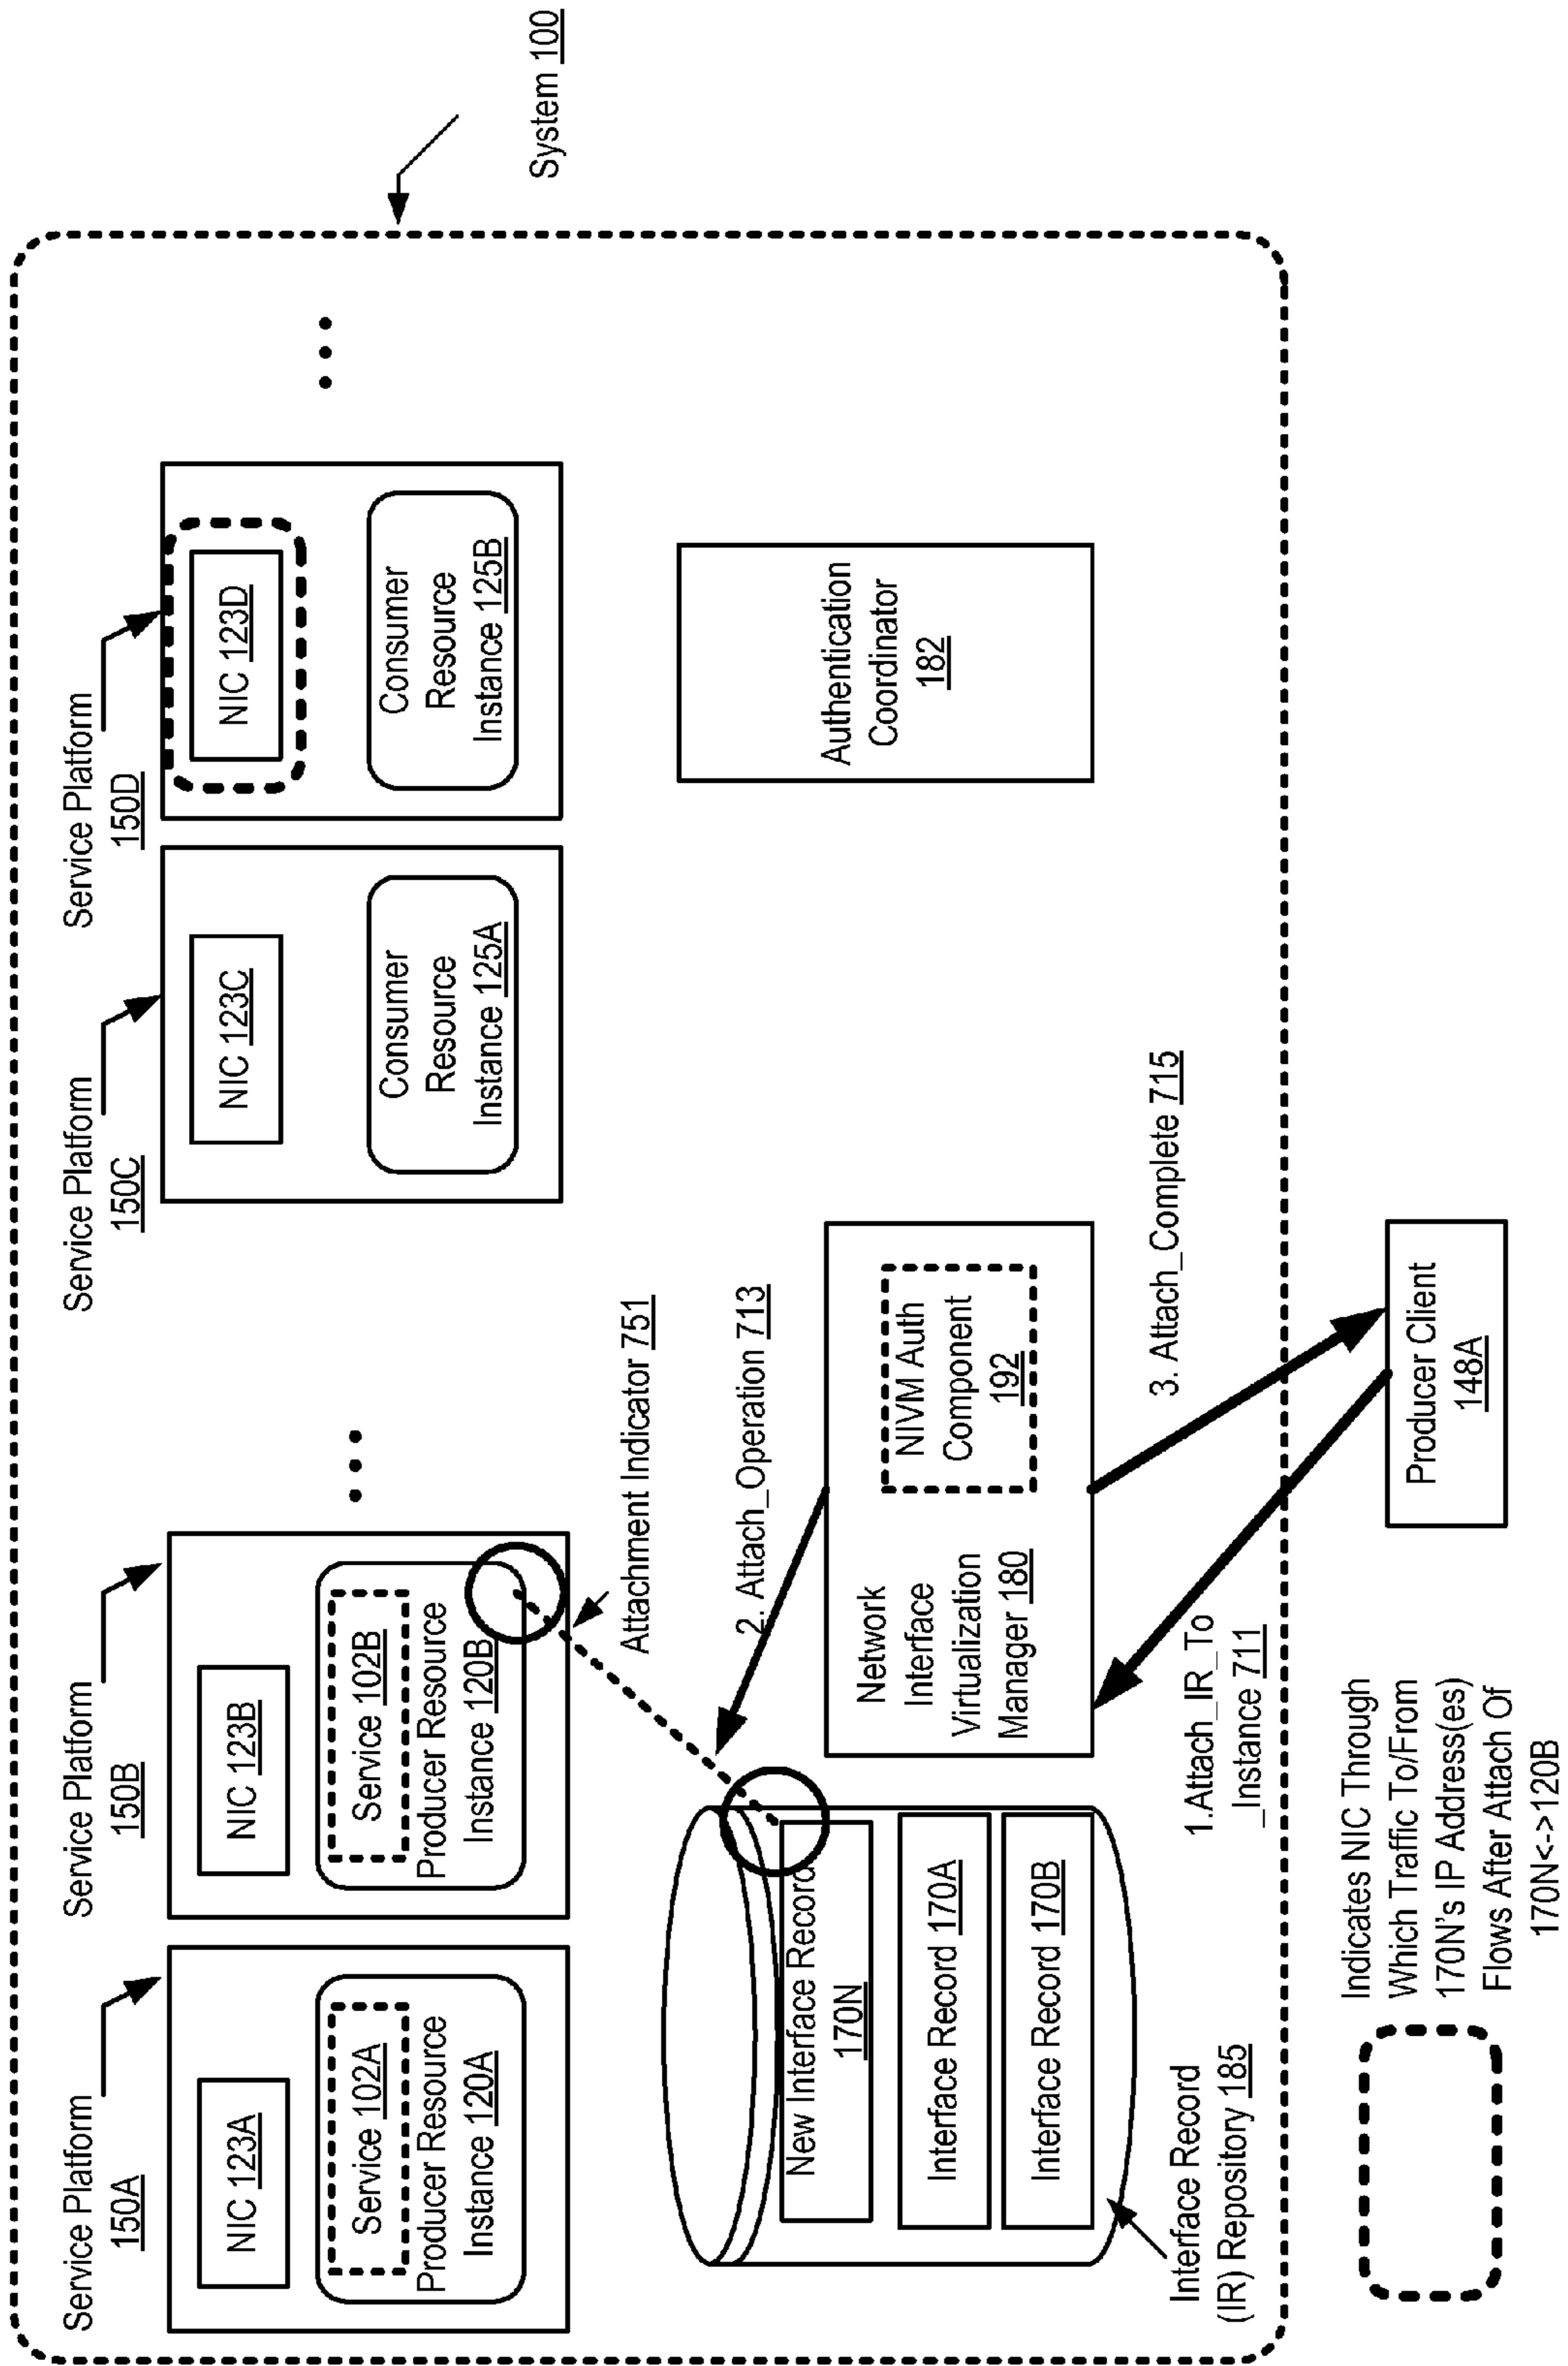 System 100
Service Platform
150A
NIC 123A
Service 102A
Producer Resource
Instance 120A
Service Platform
150B
NIC 123B
Service 102B
Producer Resource
Instance 120B
Service Platform
150C
NIC 123C
Consumer
Resource
Instance 125A
Service Platform
150D
NIC 123D
Consumer
Resource
Instance 125B
Attachment Indicator 751
2. Attach_Operation 713
New Interface Record
170N
Interface Record 170A
Interface Record 170B
Interface Record
(IR) Repository 185
Network
Interface
Virtualization
Manager 180
NIVM Auth
Component
192
Authentication
Coordinator
182
1.Attach_IR_To
_Instance 711
3. Attach_Complete 715
Producer Client
148A
Indicates NIC Through
Which Traffic To/From
170N's IP Address(es)
Flows After Attach Of
170N<->120B